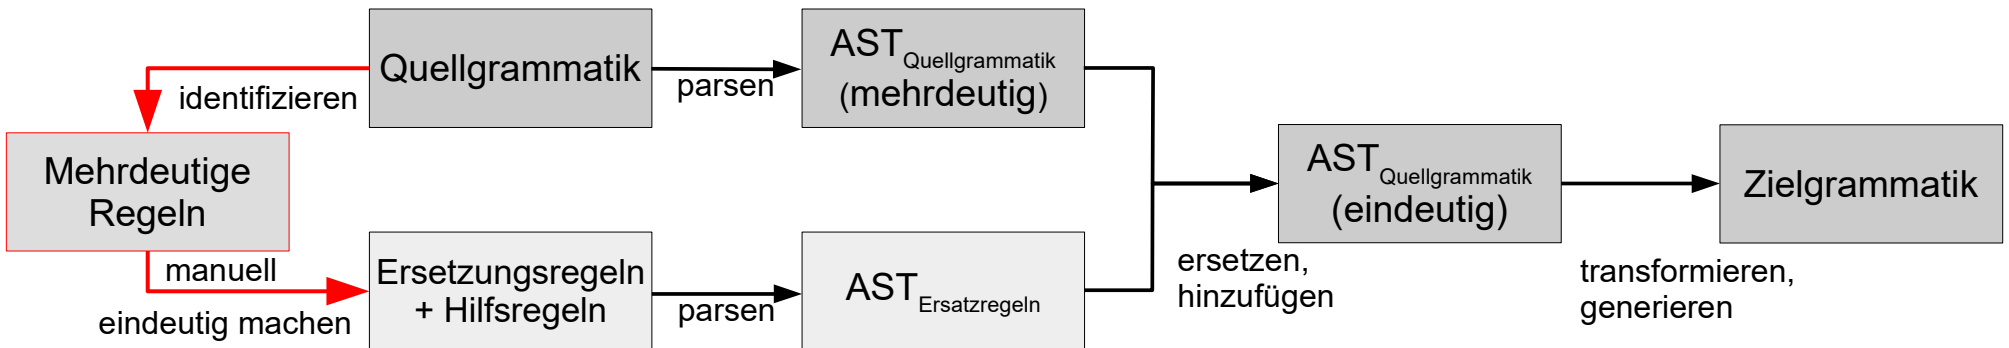 Quellgrammatik
parsen
AST Quellgrammatik
(mehrdeutig)
identifizieren
Mehrdeutige
Regeln
manuell
eindeutig machen
Ersetzungsregeln
+ Hilfsregeln
parsen
AST Ersatzregeln
ersetzen,
hinzufügen
AST Quellgrammatik
(eindeutig)
transformieren,
generieren
Zielgrammatik